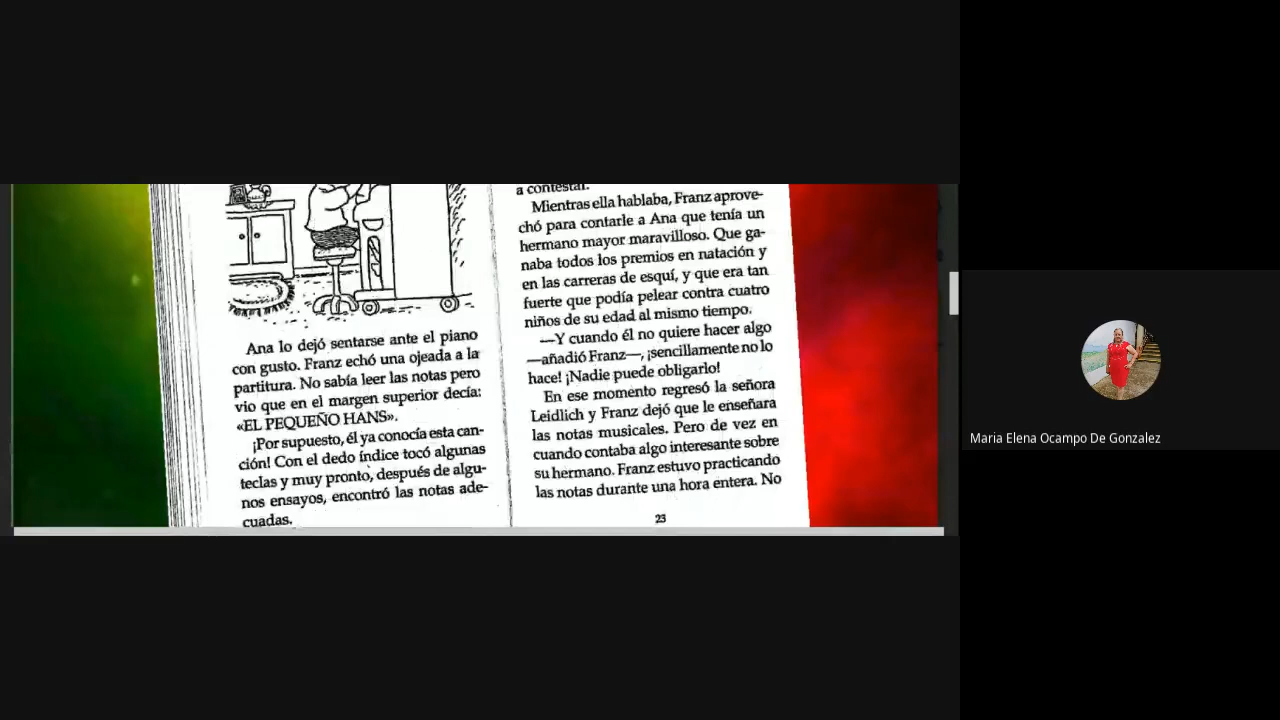 Ana lo dejó sentarse ante el piano
con gusto. Franz echó una ojeada a la
partitura. No sabía leer las notas pero
vio que en el margen superior decía:
«EL PEQUEÑO HANS».
¡Por supuesto, él ya conocía esta can-
ción! Con el dedo índice tocó algunas
teclas y muy pronto, después de algu-
nos ensayos, encontró las notas ade-
cuadas.
a contestar.
Mientras ella hablaba, Franz aprove-
chó para contarle a Ana que tenía un
hermano mayor maravilloso. Que ga-
naba todos los premios en natación y
en las carreras de esquí, y que era tan
fuerte que podía pelear contra cuatro
niños de su edad al mismo tiempo.
—Y cuando él no quiere hacer algo
—añadió Franz—, ¡sencillamente no lo
hace! ¡Nadie puede obligarlo!
En ese momento regresó la señora
Leidlich y Franz dejó que le enseñara
las notas musicales. Pero de vez en
cuando contaba algo interesante sobre
su hermano. Franz estuvo practicando
las notas durante una hora entera. No
23
Maria Elena Ocampo De Gonzalez